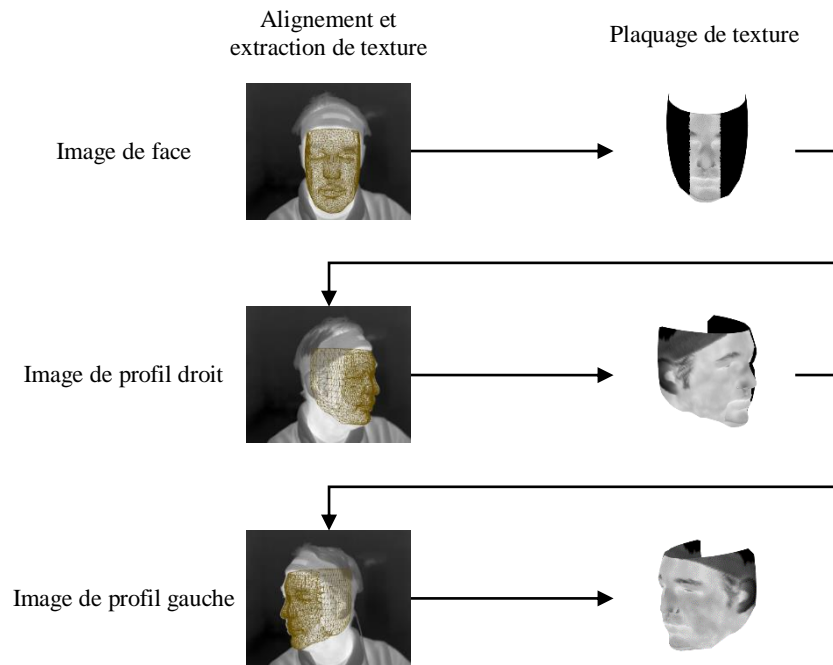 Alignement et
extraction de texture
Plaquage de texture
Image de face
Image de profil droit
Image de profil gauche